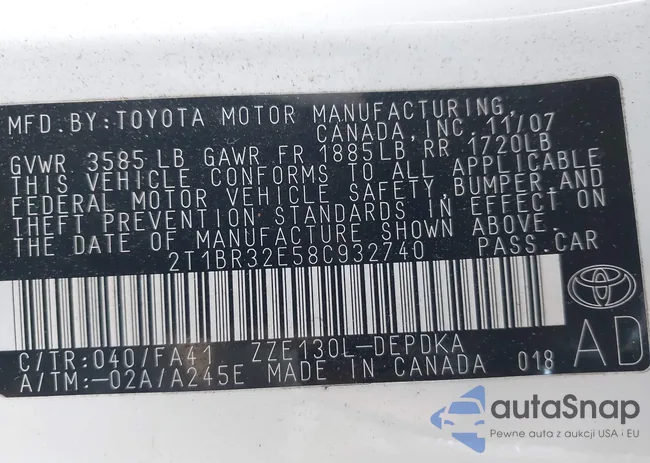 MFD.BY:TOYOTA MOTOR MANUFACTURING,
CANADA,INC. 11/07
GVWR 3585 LB GAWR FR 1885LB,RR 1720LB
THIS VEHICLE CONFORMS TO ALL APPLICABLE
FEDERAL MOTOR VEHICLE SAFETY,BUMPER,AND
THEFT PREVENTION STANDARDS IN EFFECT ON
THE DATE OF MANUFACTURE SHOWN ABOVE.
2T1BR32E58C932740 PASS.CAR
C/TR:040/FA41 ZZE130L-DEPDKA
A/TM:-02A/A245E MADE IN CANADA 018 AD
autaSnap
Pewne auta z aukcji USA i EU